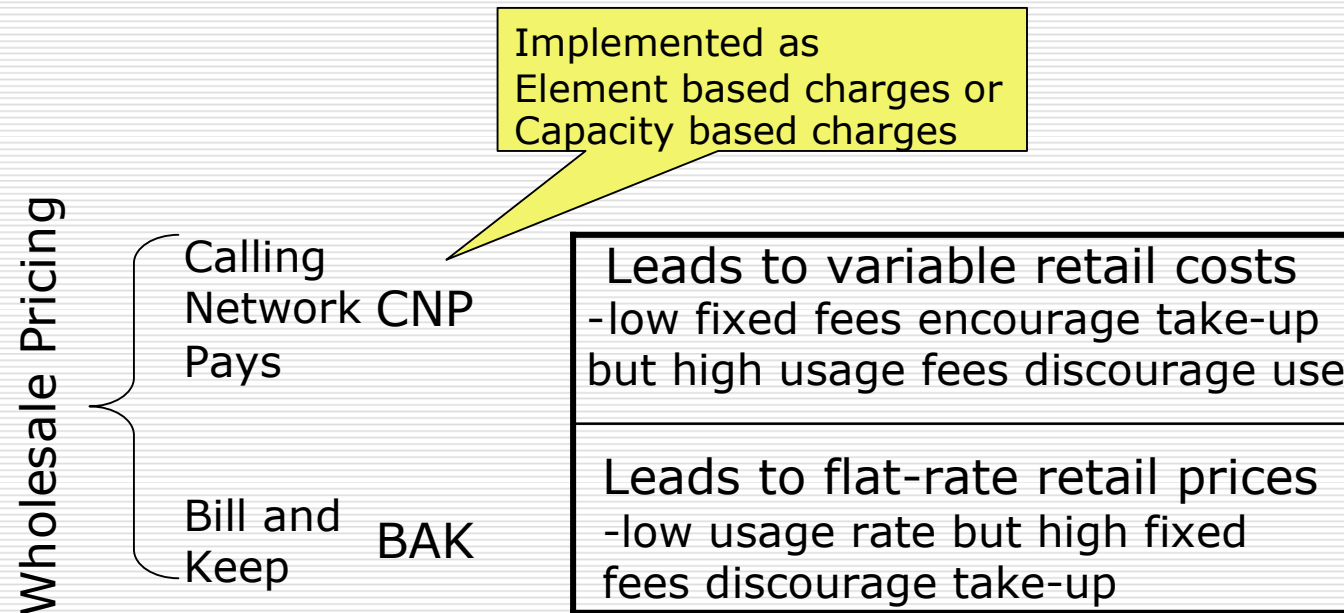 Implemented as
Element based charges or
Capacity based charges
Wholesale Pricing
Calling
Network CNP
Pays
Leads to variable retail costs
-low fixed fees encourage take-up
but high usage fees discourage use
Bill and
Keep
BAK
Leads to flat-rate retail prices
-low usage rate but high fixed
fees discourage take-up